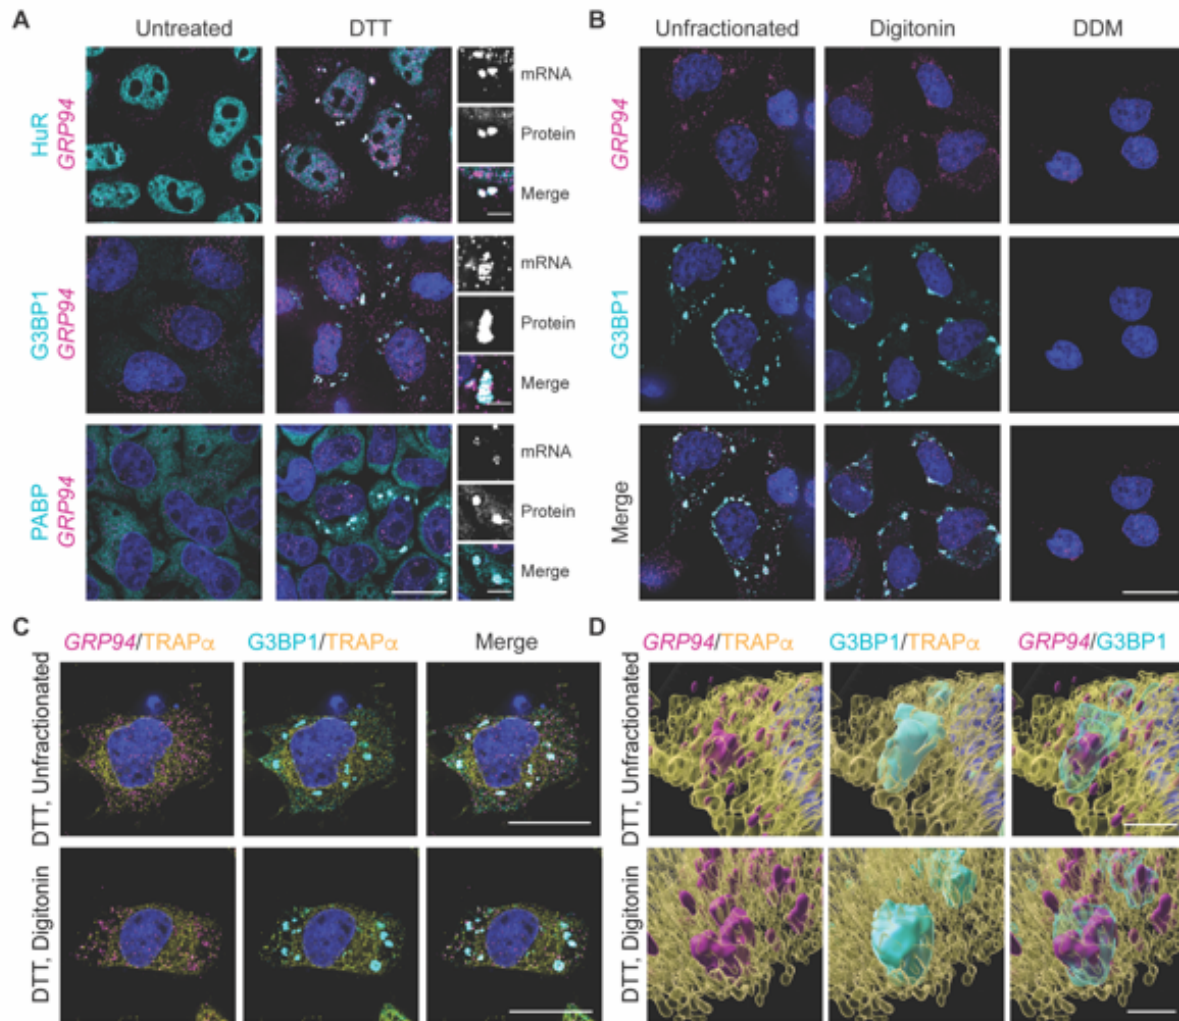 A
Untreated
DTT
HuR
GRP94
mRNA
Protein
Merge
G3BP1
GRP94
mRNA
Protein
Merge
PABP
GRP94
mRNA
Protein
Merge
B
Unfractionated
Digitonin
DDM
GRP94
G3BP1
Merge
C
GRP94/TRAPα
G3BP1/TRAPα
Merge
DTT, Unfractionated
DTT, Digitonin
D
GRP94/TRAPα
G3BP1/TRAPα
GRP94/G3BP1
DTT, Unfractionated
DTT, Digitonin